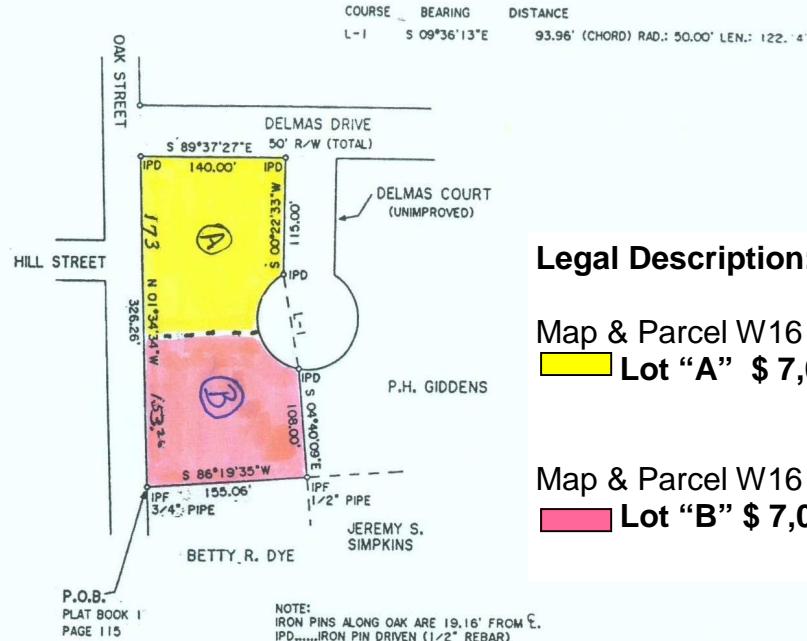 COURSE BEARING DISTANCE
L-1 S 09°36'13"E 93.96' (CHORD) RAD.: 50.00' LEN.: 122.4
OAK STREET
DELMAS DRIVE
50' R/W (TOTAL)
S 89°37'27"E
140.00'
IPD
IPD
DELMAS COURT
(UNIMPROVED)
S 00°22'33"W
115.00'
A
173
HILL STREET
IPD
N 01°34'34"W
326.26'
L-1
Legal Description:
Map & Parcel W16
Lot “A” $ 7,0
IPD
P.H. GIDDENS
B
153.26
S 04°40'09"E
108.00'
Map & Parcel W16
Lot “B” $ 7,0
S 86°19'35"W
155.06'
IPF
3/4" PIPE
IPF
1/2" PIPE
JEREMY S.
SIMPKINS
BETTY R. DYE
P.O.B.
PLAT BOOK 1
PAGE 115
NOTE:
IRON PINS ALONG OAK ARE 19.16' FROM ℄.
IPD......IRON PIN DRIVEN (1/2" REBAR)